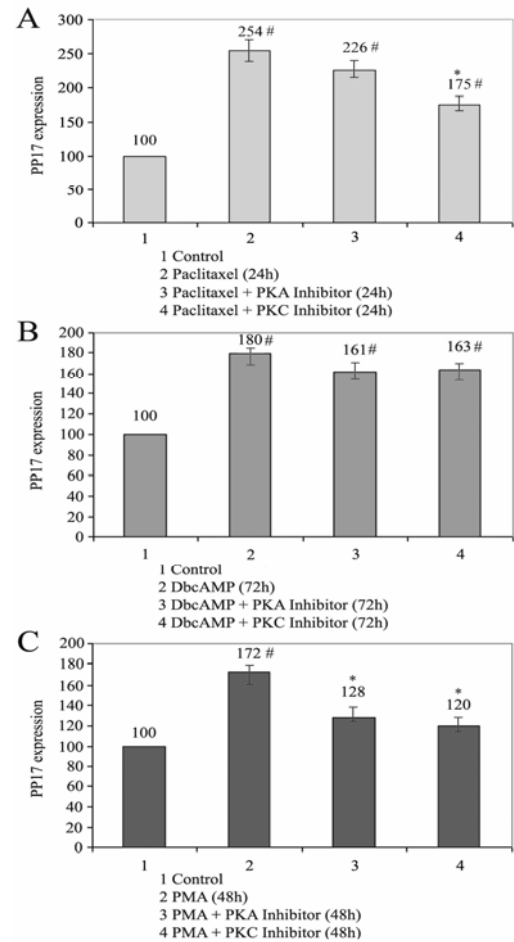 A
PP17 expression
300
250
200
150
100
50
0
100
254 #
226 #
*
175 #
1 2 3 4
1 Control
2 Paclitaxel (24h)
3 Paclitaxel + PKA Inhibitor (24h)
4 Paclitaxel + PKC Inhibitor (24h)
B
PP17 expression
200
180
160
140
120
100
80
60
40
20
0
100
180 #
161 #
163 #
1 2 3 4
1 Control
2 DbcAMP (72h)
3 DbcAMP + PKA Inhibitor (72h)
4 DbcAMP + PKC Inhibitor (72h)
C
PP17 expression
200
180
160
140
120
100
80
60
40
20
0
100
172 #
*
128
*
120
1 2 3 4
1 Control
2 PMA (48h)
3 PMA + PKA Inhibitor (48h)
4 PMA + PKC Inhibitor (48h)